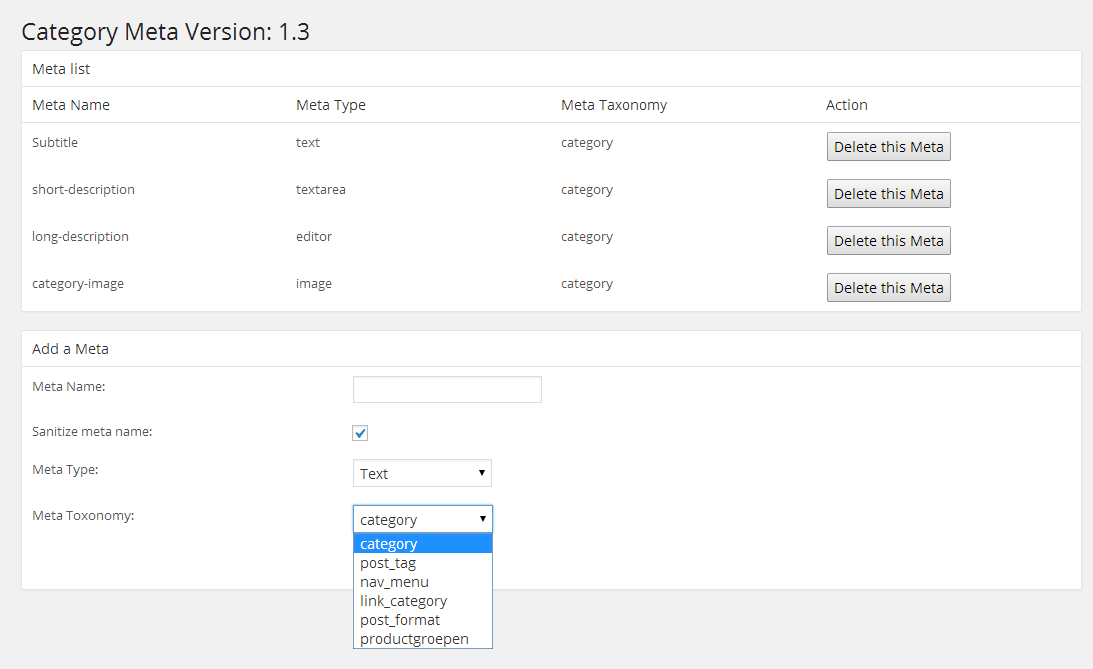 Category Meta Version: 1.3
Meta list
Meta Name Meta Type Meta Taxonomy Action
Subtitle text category Delete this Meta
short-description textarea category Delete this Meta
long-description editor category Delete this Meta
category-image image category Delete this Meta
Add a Meta
Meta Name:
Sanitize meta name:
Meta Type: Text
Meta Toxonomy: category
category
post_tag
nav_menu
link_category
post_format
productgroepen